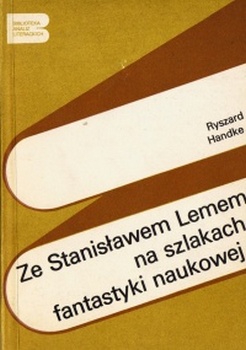 BIBLIOTEKA
ANALIZ
LITERACKICH
Ryszard
Handke
Ze Stanisławem Lemem
na szlakach
fantastyki naukowej